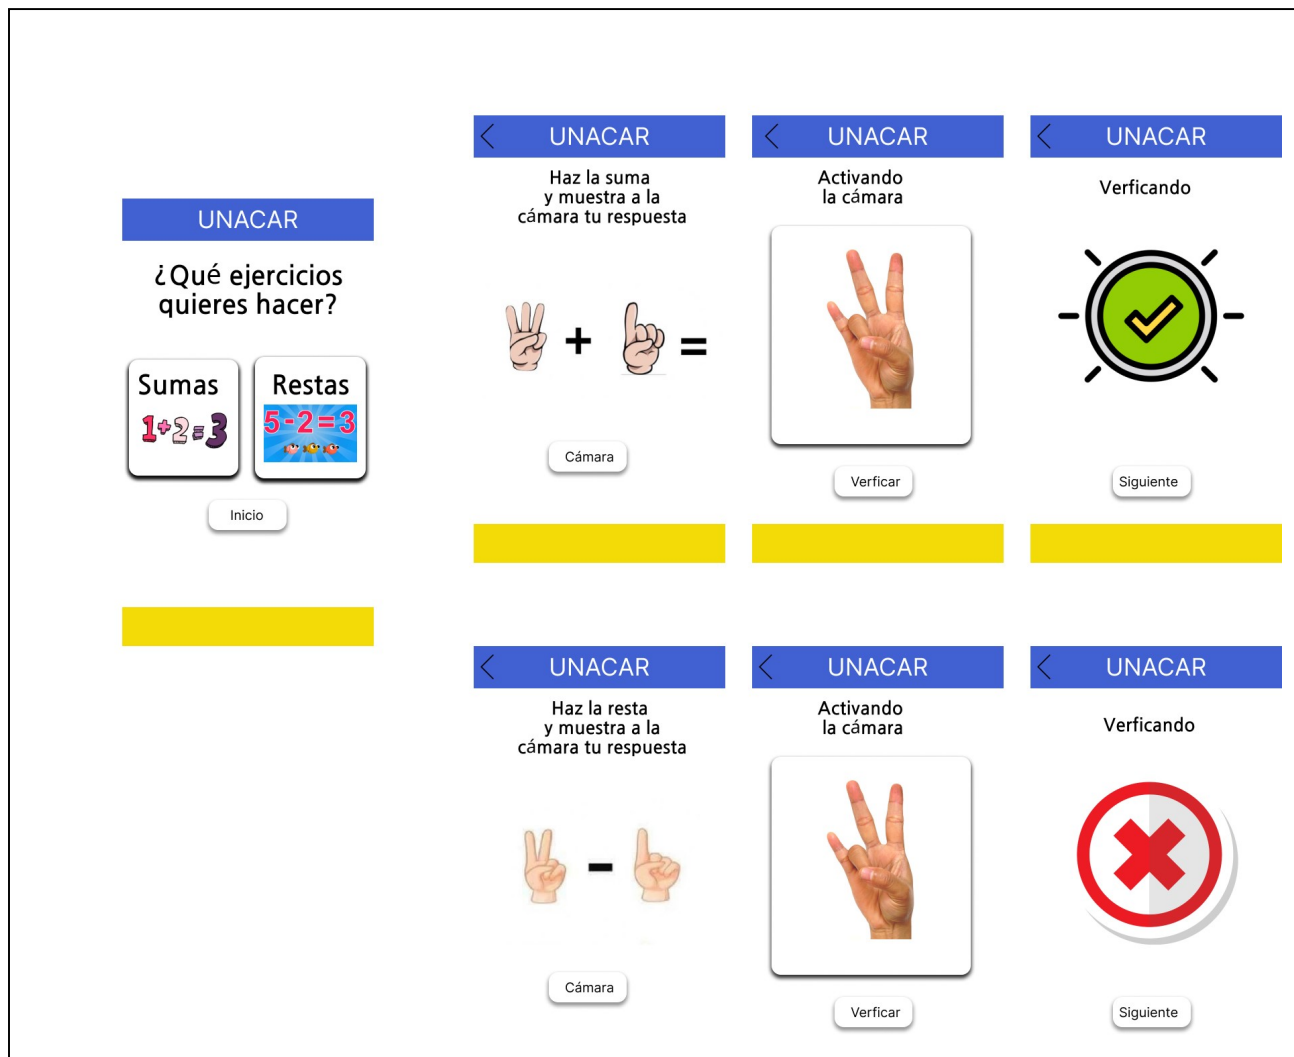 UNACAR
¿Qué ejercicios
quieres hacer?
Sumas
1+2=3
Restas
5-2=3
Inicio
UNACAR
Haz la suma
y muestra a la
cámara tu respuesta
+
=
Cámara
UNACAR
Activando
la cámara
Verficar
UNACAR
Verficando
Siguiente
UNACAR
Haz la resta
y muestra a la
cámara tu respuesta
-
Cámara
UNACAR
Activando
la cámara
Verficar
UNACAR
Verficando
Siguiente